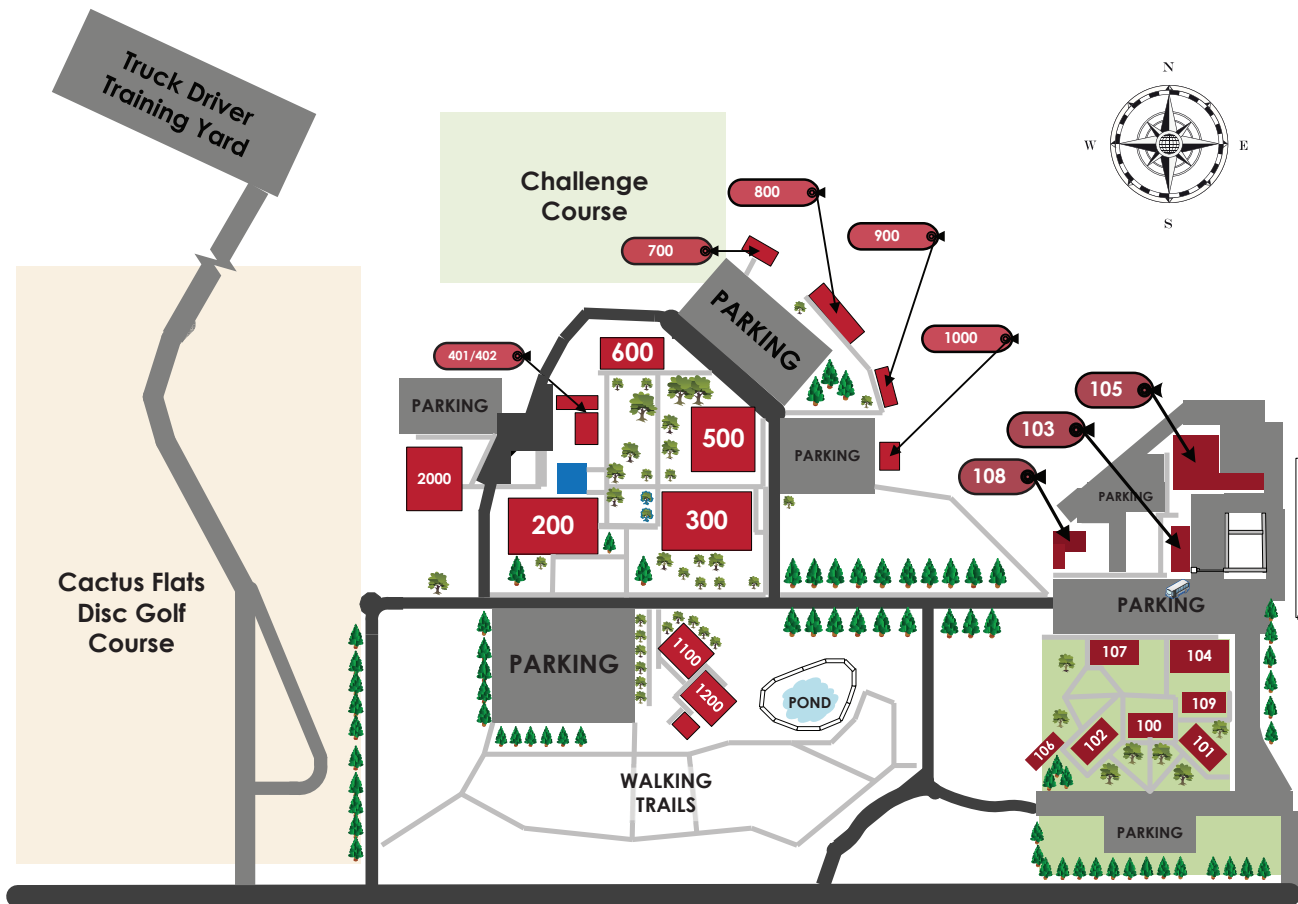 Truck Driver
Training Yard
N
W
E
S
Challenge
Course
800
900
700
PARKING
1000
401/402
600
105
PARKING
103
500
PARKING
108
2000
PARKING
200
300
Cactus Flats
Disc Golf
Course
PARKING
PARKING
1100
107
104
1200
POND
109
100
106
102
101
WALKING
TRAILS
PARKING